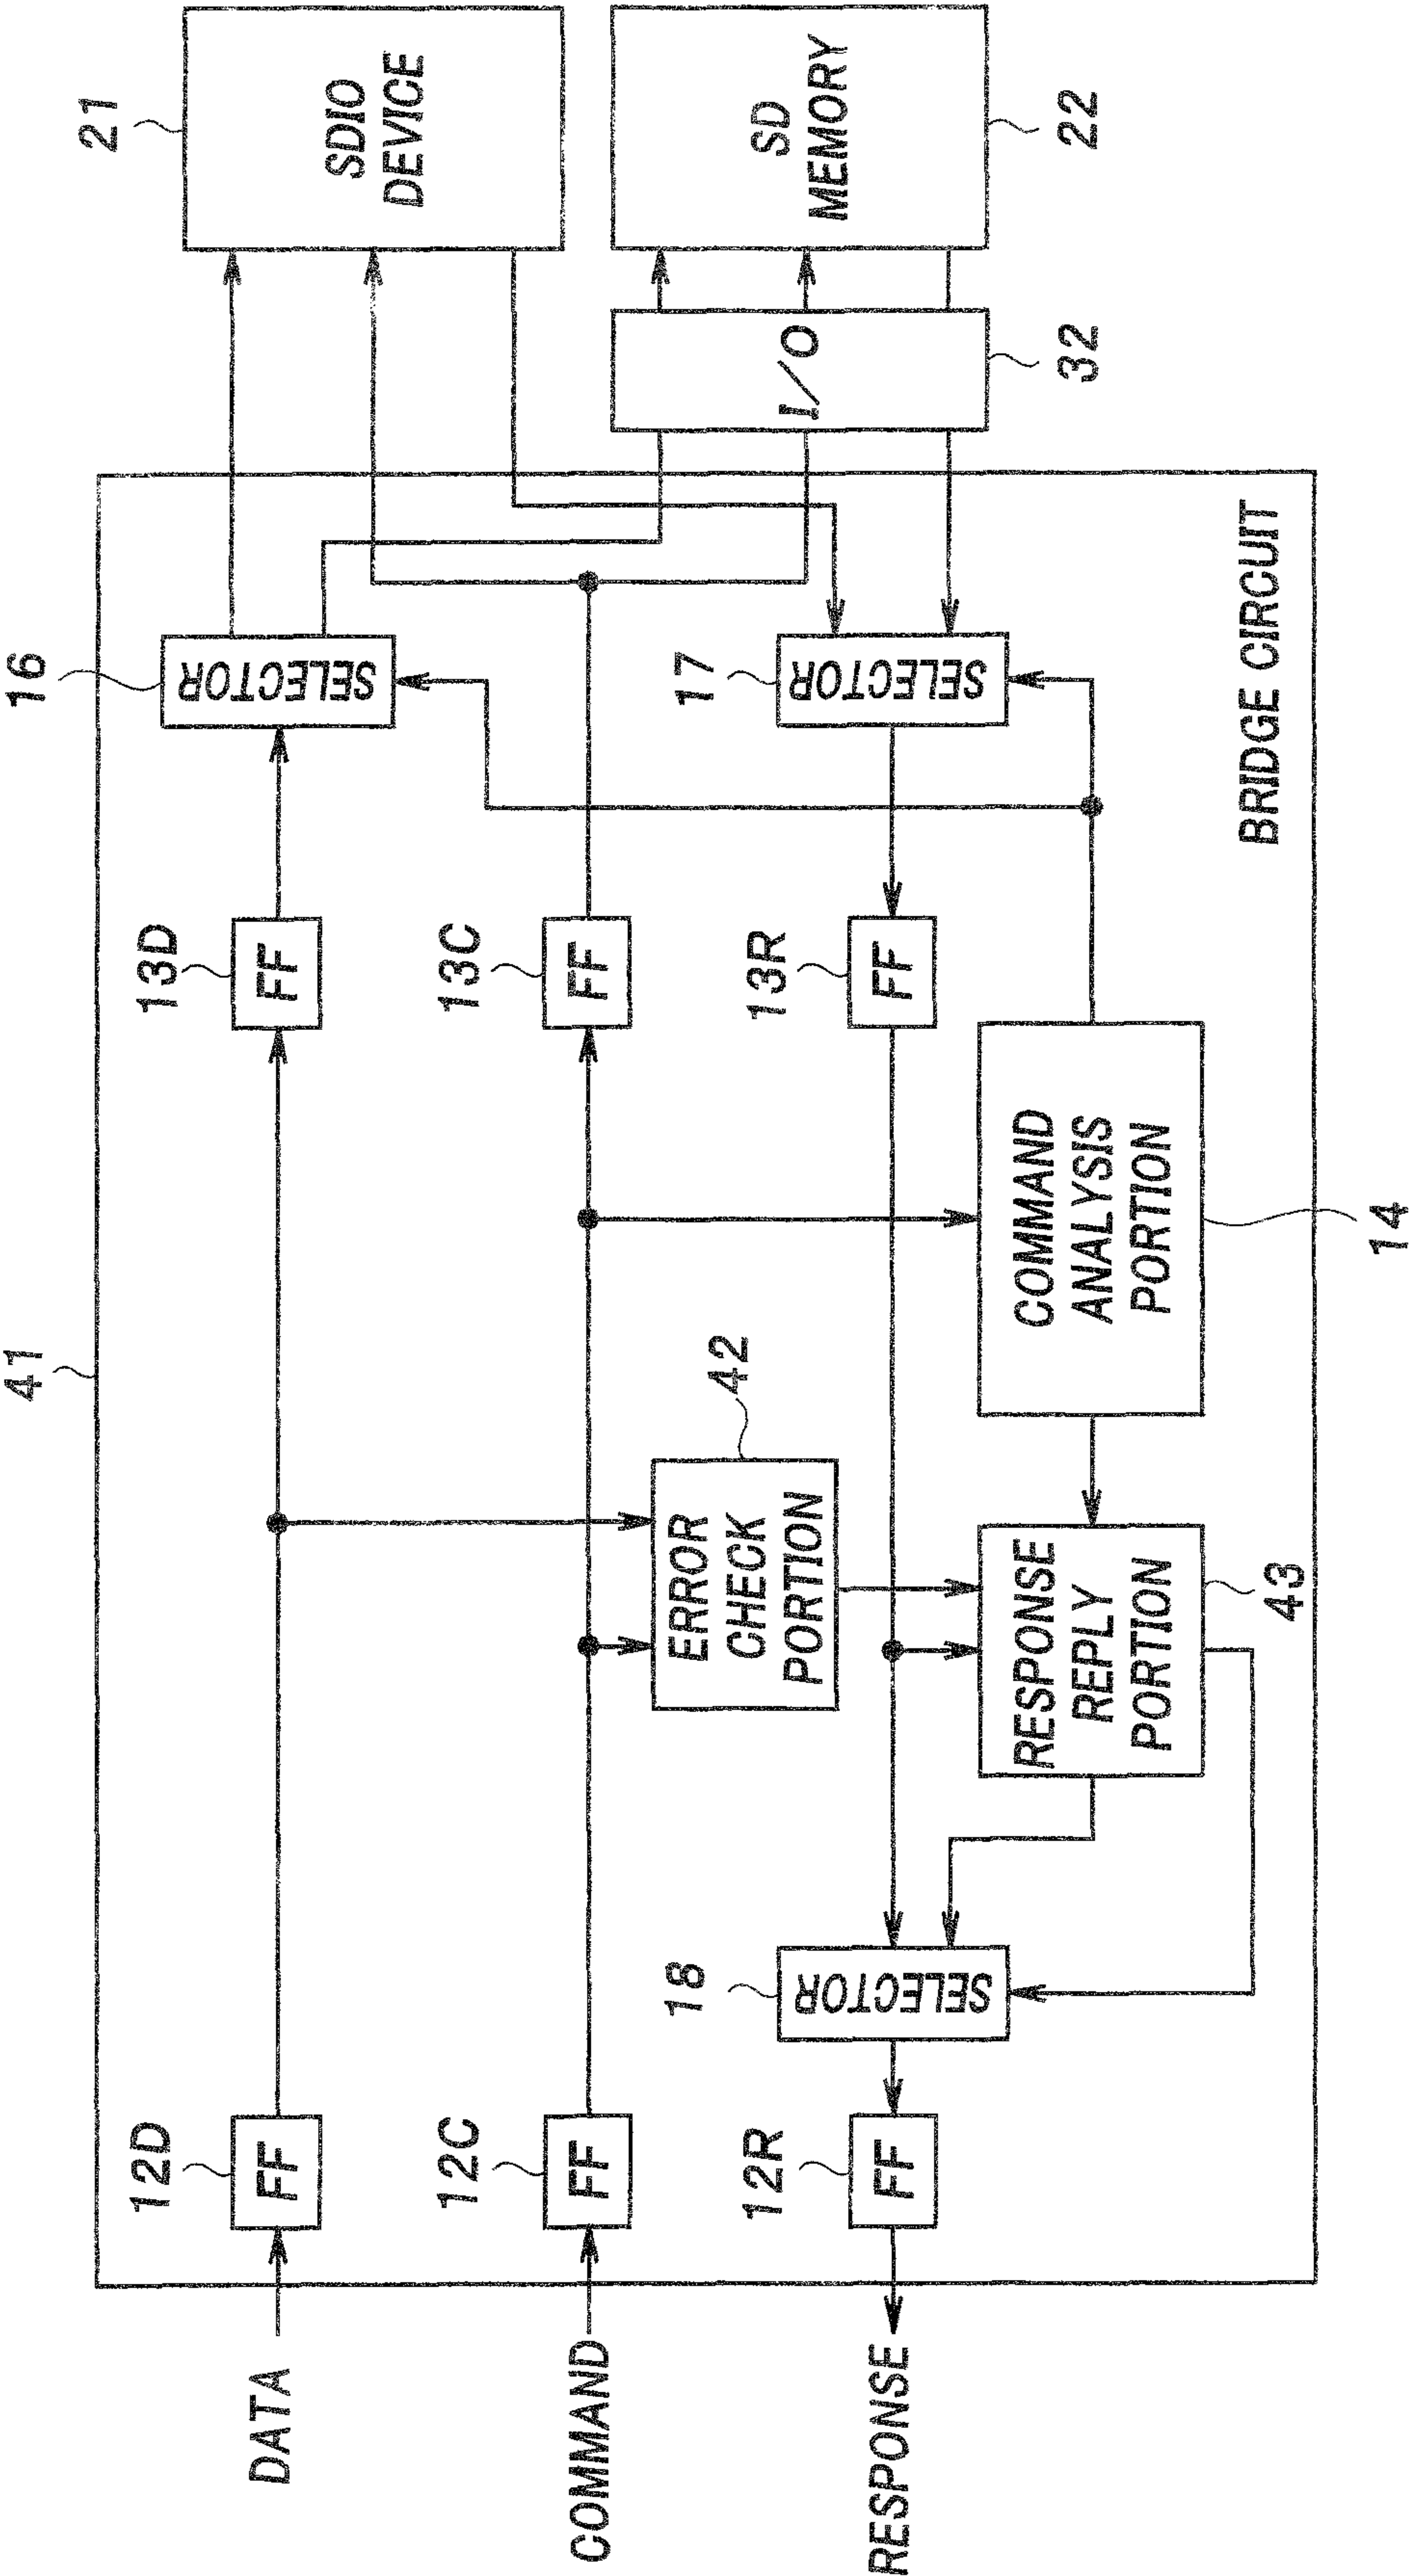 41
BRIDGE CIRCUIT
DATA
12D
FF
13D
FF
16
SELECTOR
21
SDIO
DEVICE
COMMAND
12C
FF
13C
FF
42
ERROR
CHECK
PORTION
RESPONSE
12R
FF
18
SELECTOR
13R
FF
17
SELECTOR
I/O
32
SD
MEMORY
22
RESPONSE
REPLY
PORTION
43
COMMAND
ANALYSIS
PORTION
14